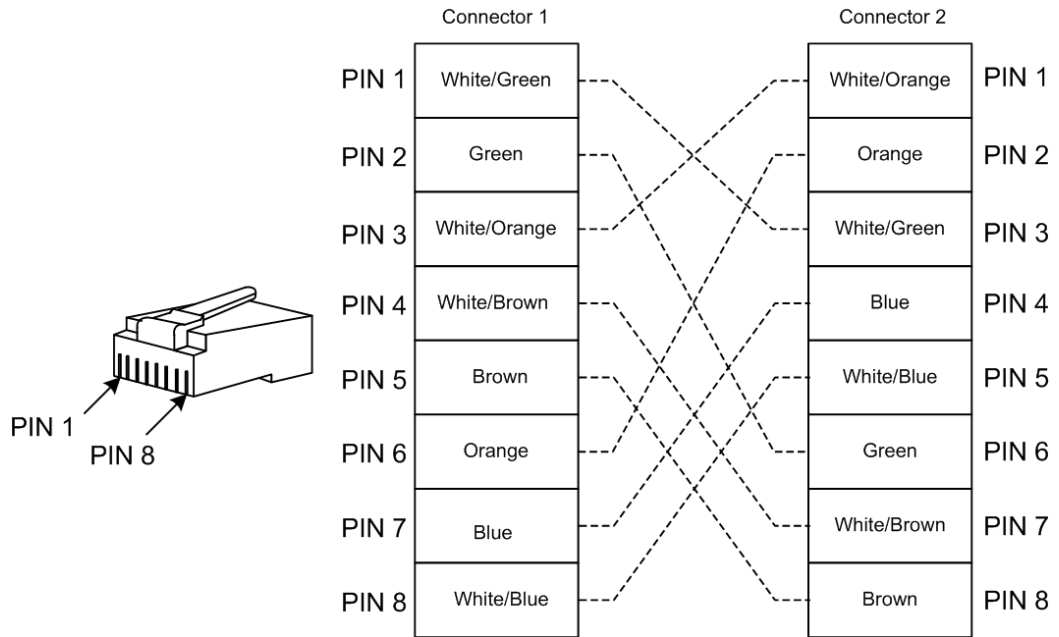 Connector 1 Connector 2
PIN 1 White/Green White/Orange PIN 1
PIN 2 Green Orange PIN 2
PIN 3 White/Orange White/Green PIN 3
PIN 4 White/Brown Blue PIN 4
PIN 5 Brown White/Blue PIN 5
PIN 6 Orange Green PIN 6
PIN 7 Blue White/Brown PIN 7
PIN 8 White/Blue Brown PIN 8
PIN 1
PIN 8